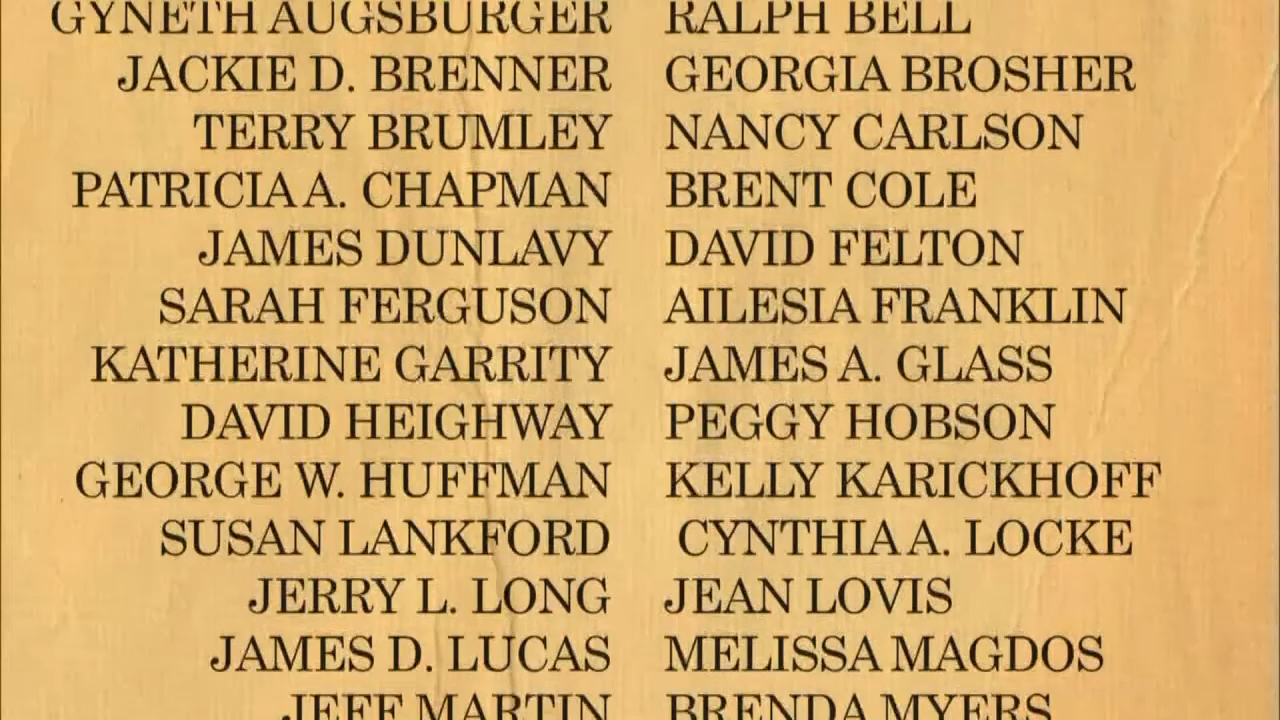 GYNETH AUGSBURGER RALPH BELL
JACKIE D. BRENNER GEORGIA BROSHER
TERRY BRUMLEY NANCY CARLSON
PATRICIA A. CHAPMAN BRENT COLE
JAMES DUNLAVY DAVID FELTON
SARAH FERGUSON AILESIA FRANKLIN
KATHERINE GARRITY JAMES A. GLASS
DAVID HEIGHWAY PEGGY HOBSON
GEORGE W. HUFFMAN KELLY KARICKHOFF
SUSAN LANKFORD CYNTHIA A. LOCKE
JERRY L. LONG JEAN LOVIS
JAMES D. LUCAS MELISSA MAGDOS
JEFF MARTIN BRENDA MYERS